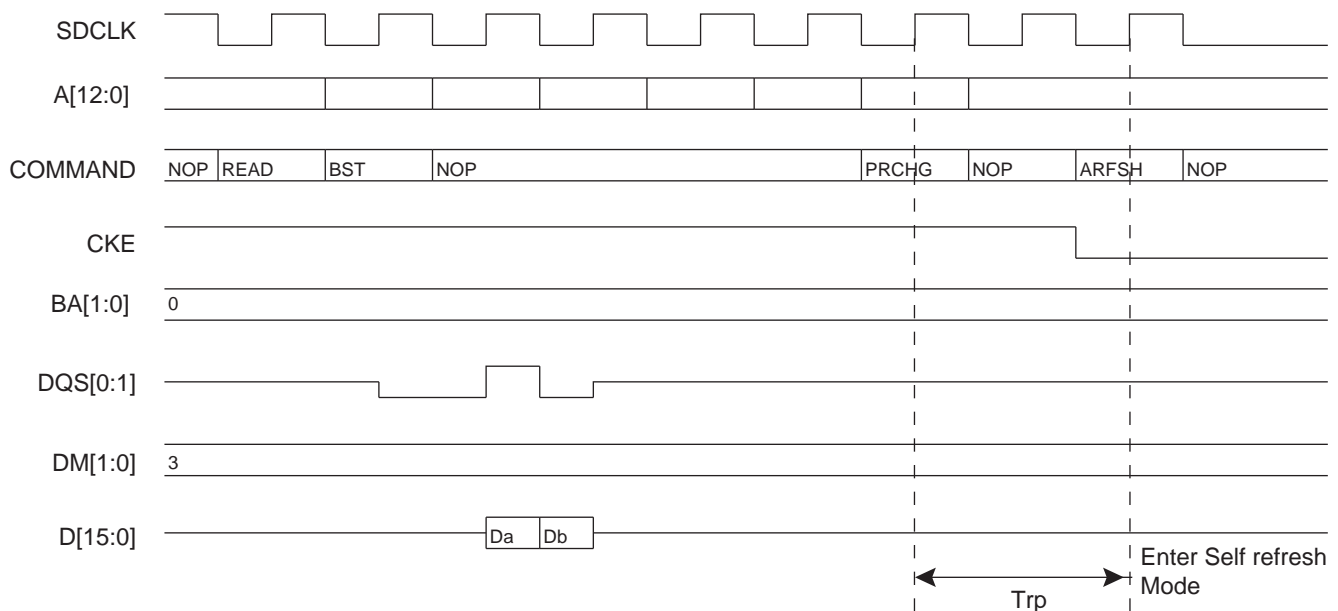 SDCLK
A[12:0]
COMMAND NOP READ BST NOP PRCHG NOP ARFSH NOP
CKE
BA[1:0] 0
DQS[0:1]
DM[1:0] 3
D[15:0] Da Db
Enter Self refresh
Mode
Trp